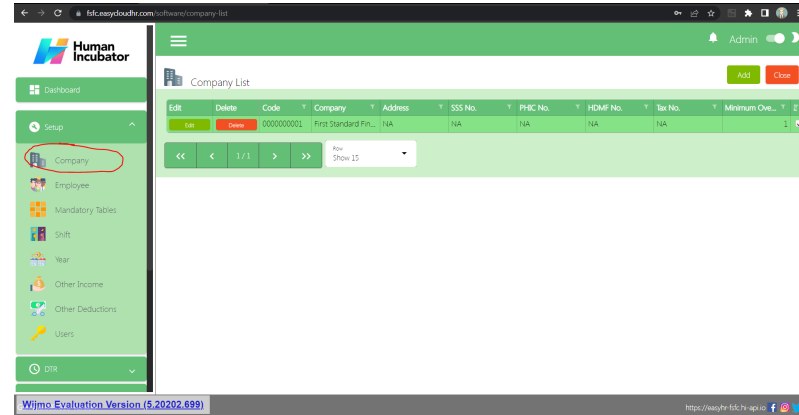 fsfc.easycloudhr.com/software/company-list
Human
Incubator
Admin
Company List
Add
Close
Dashboard
Setup
Company
Employee
Mandatory Tables
Shift
Year
Other Income
Other Deductions
Users
DTR
Edit Delete Code Company Address SSS No. PHIC No. HDMF No. Tax No. Minimum Ove...
Edit Delete 0000000001 First Standard Fin... NA NA NA NA NA 1
<< < 1 / 1 > >>
Row
Show 15
Wijmo Evaluation Version (5.20202.699)
https://easyhr-fsfc.hi-api.io